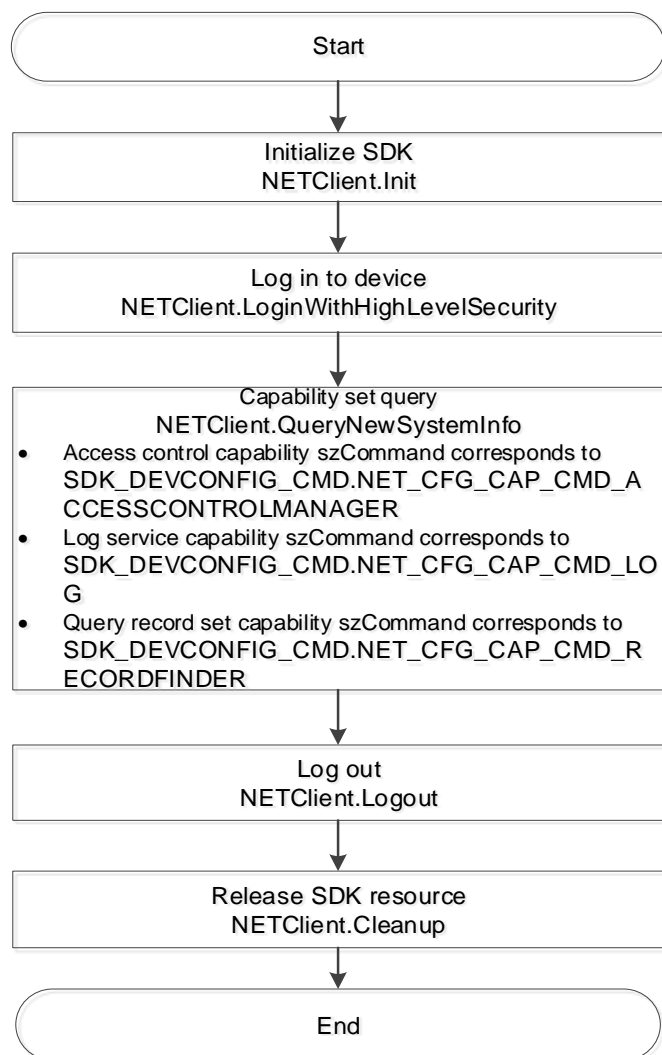 Start
Initialize SDK
NETClient.Init
Log in to device
NETClient.LoginWithHighLevelSecurity
Capability set query
NETClient.QueryNewSystemInfo
• Access control capability szCommand corresponds to
SDK_DEVCONFIG_CMD.NET_CFG_CAP_CMD_A
CCESSCONTROLMANAGER
• Log service capability szCommand corresponds to
SDK_DEVCONFIG_CMD.NET_CFG_CAP_CMD_LO
G
• Query record set capability szCommand corresponds to
SDK_DEVCONFIG_CMD.NET_CFG_CAP_CMD_R
ECORDFINDER
Log out
NETClient.Logout
Release SDK resource
NETClient.Cleanup
End